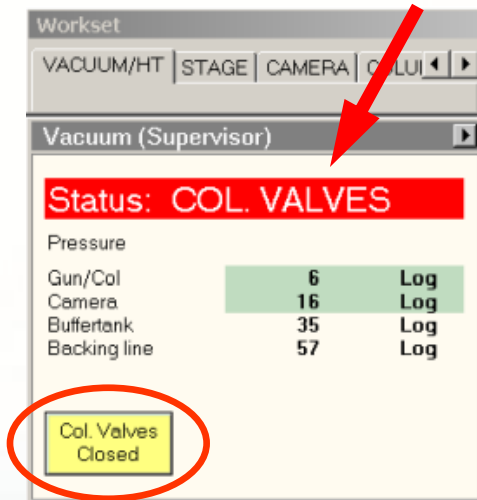 Workset
VACUUM/HT STAGE CAMERA
Vacuum (Supervisor)
Status: COL. VALVES
Pressure
Gun/Col 6 Log
Camera 16 Log
Buffertank 35 Log
Backing line 57 Log
Col. Valves
Closed